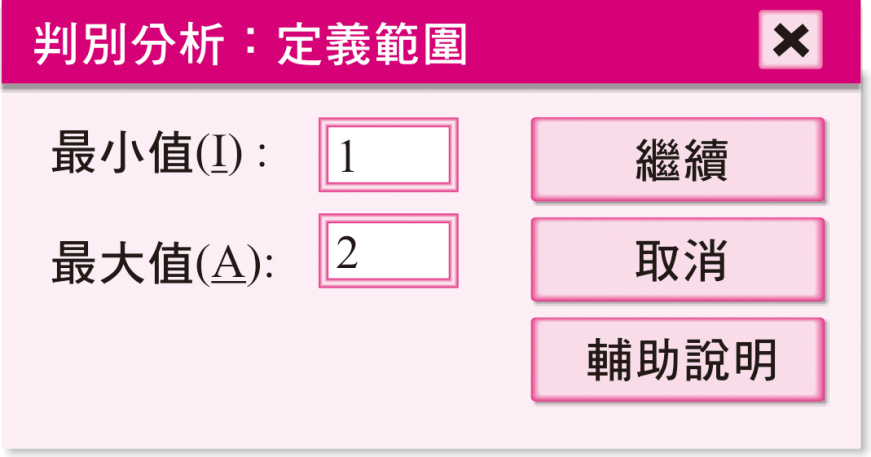 判別分析：定義範圍
最小值(I) : 1
繼續
最大值(A): 2
取消
輔助說明